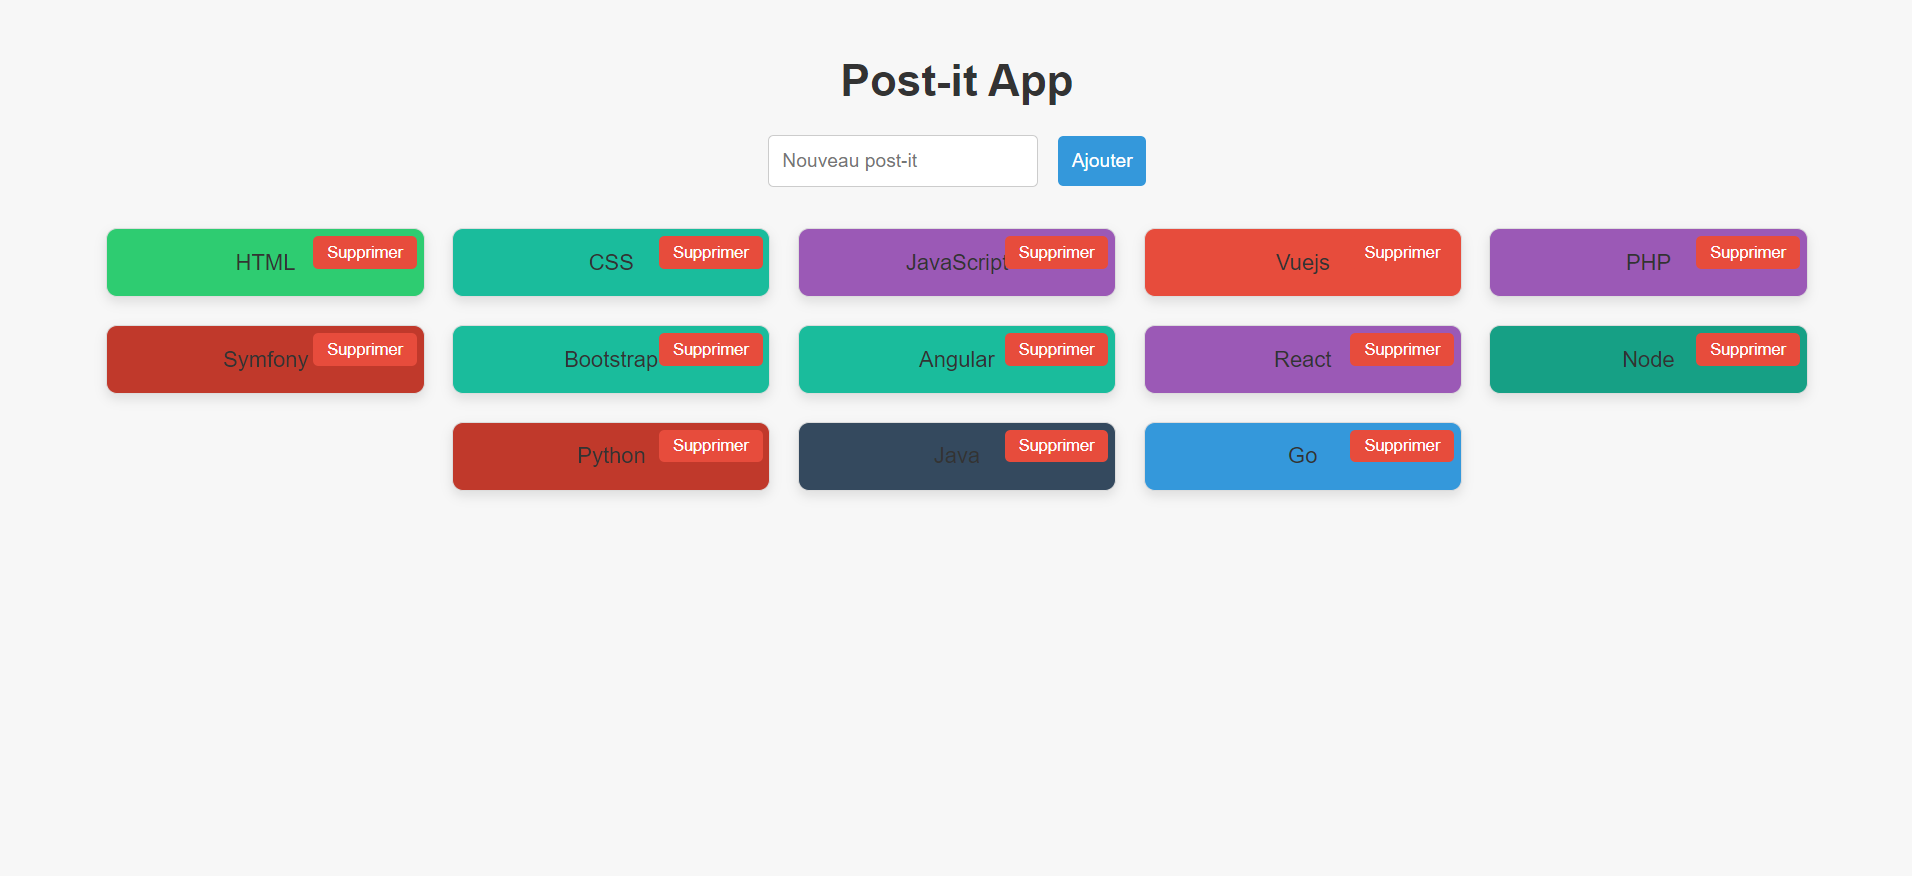 Post-it App
Nouveau post-it
Ajouter
HTML Supprimer
CSS Supprimer
JavaScript Supprimer
Vuejs Supprimer
PHP Supprimer
Symfony Supprimer
Bootstrap Supprimer
Angular Supprimer
React Supprimer
Node Supprimer
Python Supprimer
Java Supprimer
Go Supprimer